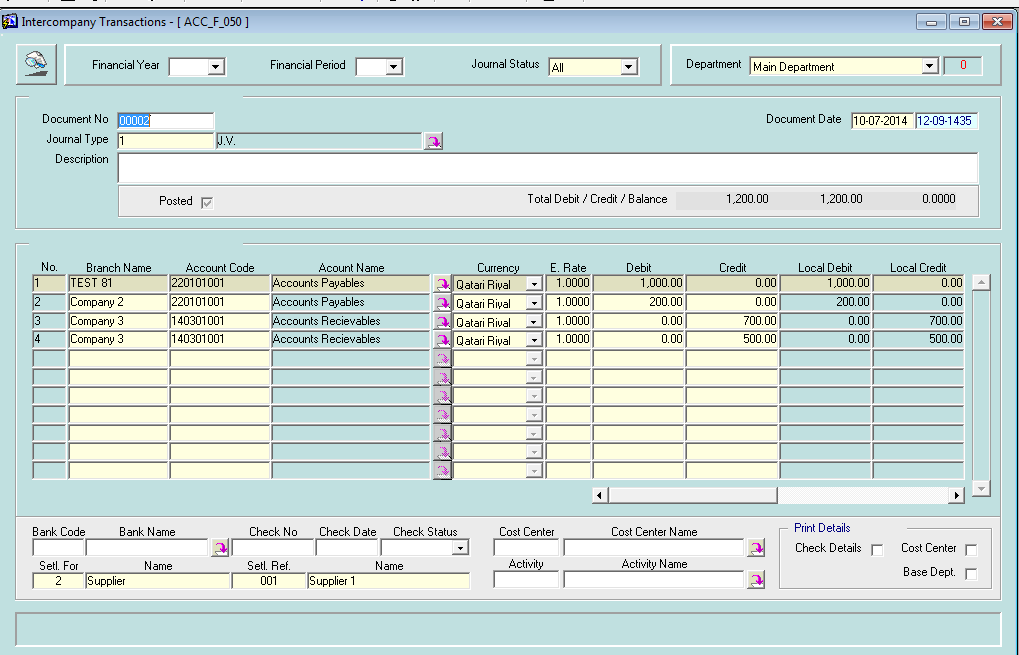 Intercompany Transactions - [ ACC_F_050 ]
Financial Year Financial Period Journal Status All Department Main Department 0
Document No 00002 Document Date 10-07-2014 12-09-1435
Journal Type 1 J.V.
Description
Posted Total Debit / Credit / Balance 1,200.00 1,200.00 0.0000
No. Branch Name Account Code Acount Name Currency E. Rate Debit Credit Local Debit Local Credit
1 TEST 81 220101001 Accounts Payables Qatari Riyal 1.0000 1,000.00 0.00 1,000.00 0.00
2 Company 2 220101001 Accounts Payables Qatari Riyal 1.0000 200.00 0.00 200.00 0.00
3 Company 3 140301001 Accounts Recievables Qatari Riyal 1.0000 0.00 700.00 0.00 700.00
4 Company 3 140301001 Accounts Recievables Qatari Riyal 1.0000 0.00 500.00 0.00 500.00
Bank Code Bank Name Check No Check Date Check Status Cost Center Cost Center Name Print Details
Check Details Cost Center
Setl. For Name Setl. Ref. Name Activity Activity Name
Base Dept.
2 Supplier 001 Supplier 1